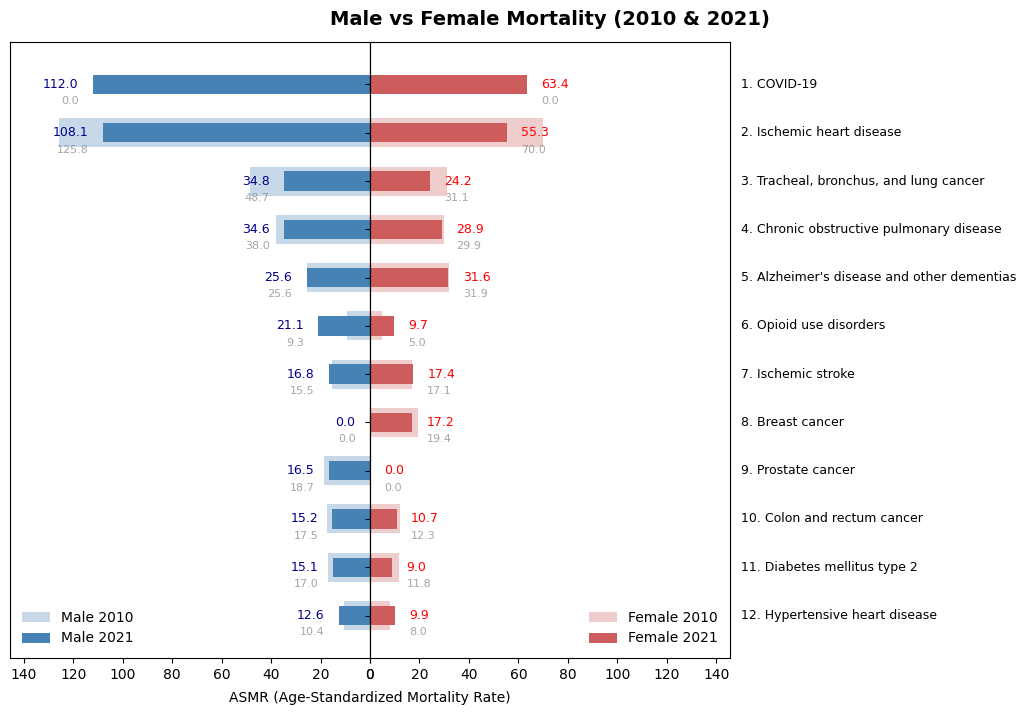 Male vs Female Mortality (2010 & 2021)
112.0 63.4 1. COVID-19
0.0 0.0
108.1 55.3 2. Ischemic heart disease
125.8 70.0
34.8 24.2 3. Tracheal, bronchus, and lung cancer
48.7 31.1
34.6 28.9 4. Chronic obstructive pulmonary disease
38.0 29.9
25.6 31.6 5. Alzheimer's disease and other dementias
25.6 31.9
21.1 9.7 6. Opioid use disorders
9.3 5.0
16.8 17.4 7. Ischemic stroke
15.5 17.1
0.0 17.2 8. Breast cancer
0.0 19.4
16.5 0.0 9. Prostate cancer
18.7 0.0
15.2 10.7 10. Colon and rectum cancer
17.5 12.3
15.1 9.0 11. Diabetes mellitus type 2
17.0 11.8
12.6 9.9 12. Hypertensive heart disease
10.4 8.0
Male 2010 Female 2010
Male 2021 Female 2021
140 120 100 80 60 40 20 0 0 20 40 60 80 100 120 140
ASMR (Age-Standardized Mortality Rate)